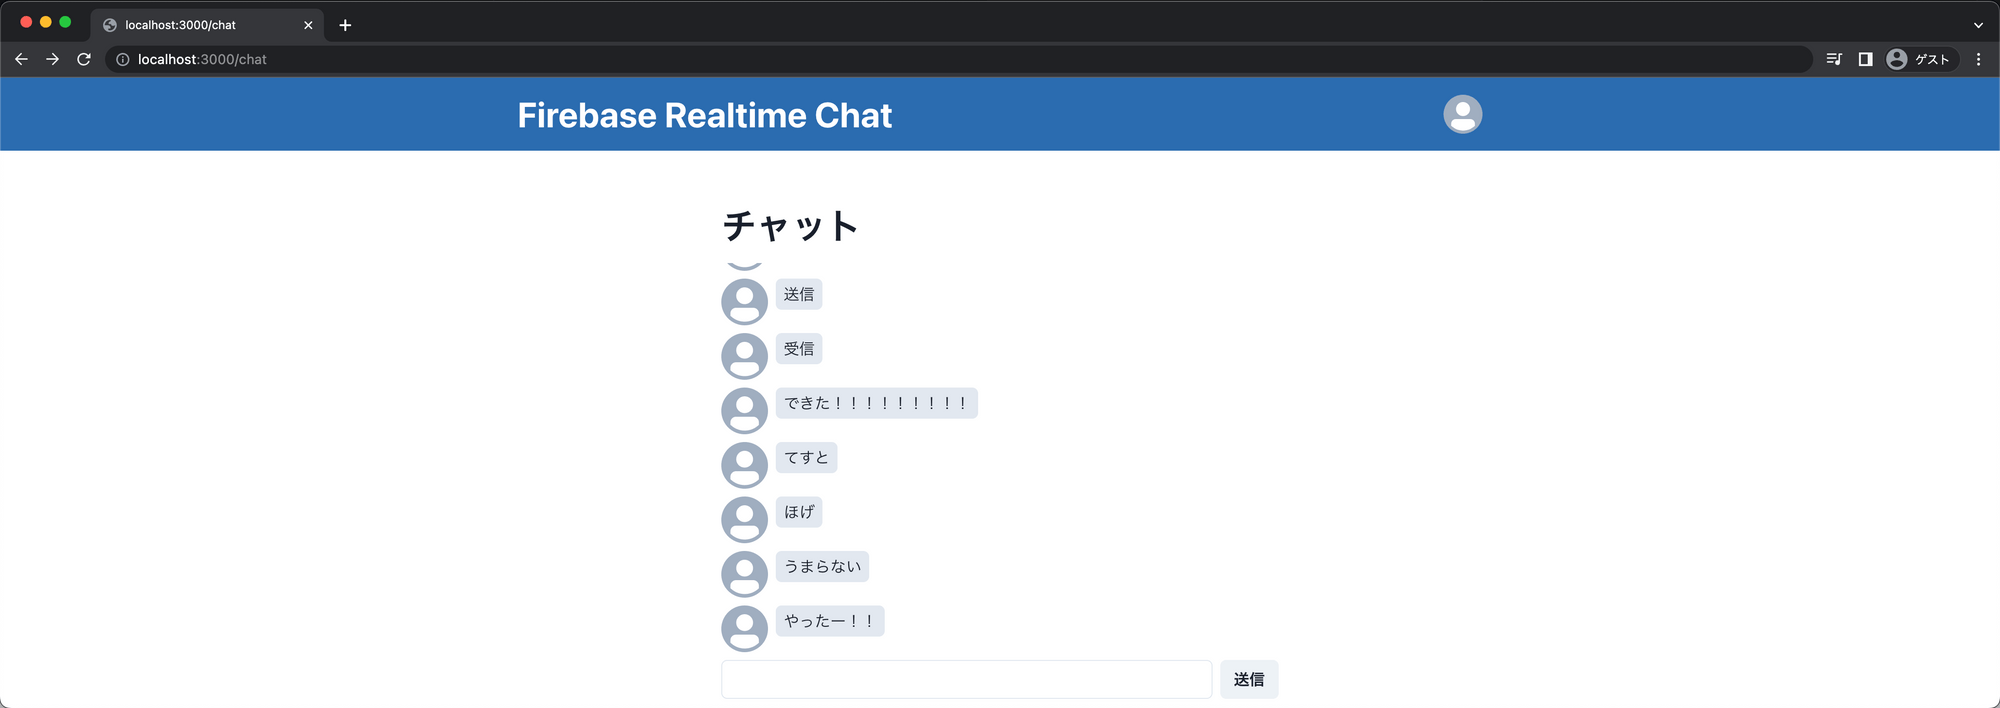 localhost:3000/chat
localhost:3000/chat
ゲスト
Firebase Realtime Chat
チャット
送信
受信
できた！！！！！！！！！
てすと
ほげ
うまらない
やったー！！
送信